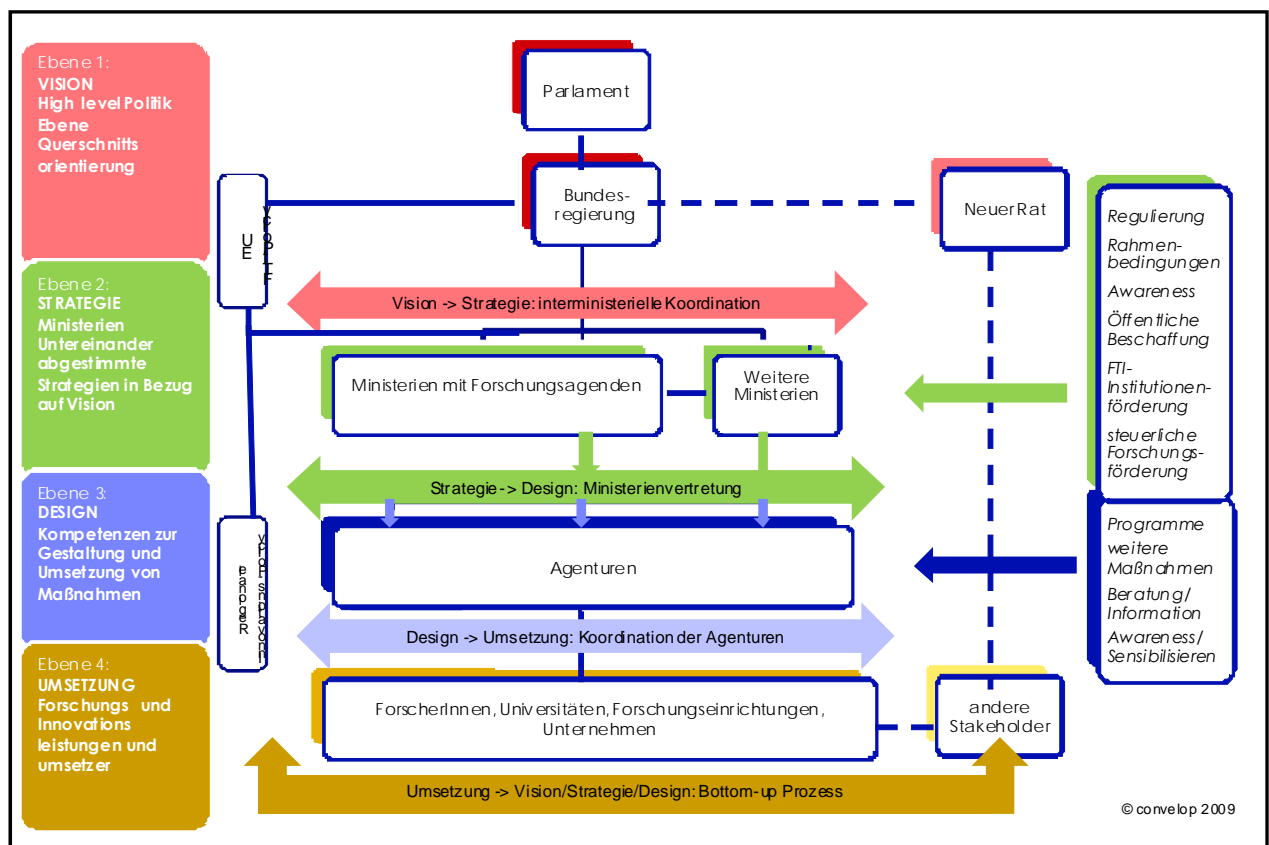 Ebene 1:
VISION
High level Politik
Ebene
Querschnitts
orientierung
Ebene 2:
STRATEGIE
Ministerien
Untereinander
abgestimmte
Strategien in Bezug
auf Vision
Ebene 3:
DESIGN
Kompetenzen zur
Gestaltung und
Umsetzung von
Maßnahmen
Ebene 4:
UMSETZUNG
Forschungs und
Innovations
leistungen und
umsetzer
EU
Regional
Parlament
Bundes-
regierung
Neuer Rat
Vision -> Strategie: interministerielle Koordination
Ministerien mit Forschungsagenden
Weitere
Ministerien
Strategie -> Design: Ministerienvertretung
Agenturen
Design -> Umsetzung: Koordination der Agenturen
ForscherInnen, Universitäten, Forschungseinrichtungen,
Unternehmen
andere
Stakeholder
Umsetzung -> Vision/Strategie/Design: Bottom-up Prozess
Regulierung
Rahmen-
bedingungen
Awareness
Öffentliche
Beschaffung
FTI-
Institutionen-
förderung
steuerliche
Forschungs-
förderung
Programme
weitere
Maßnahmen
Beratung/
Information
Awareness/
Sensibilisieren
© convelop 2009